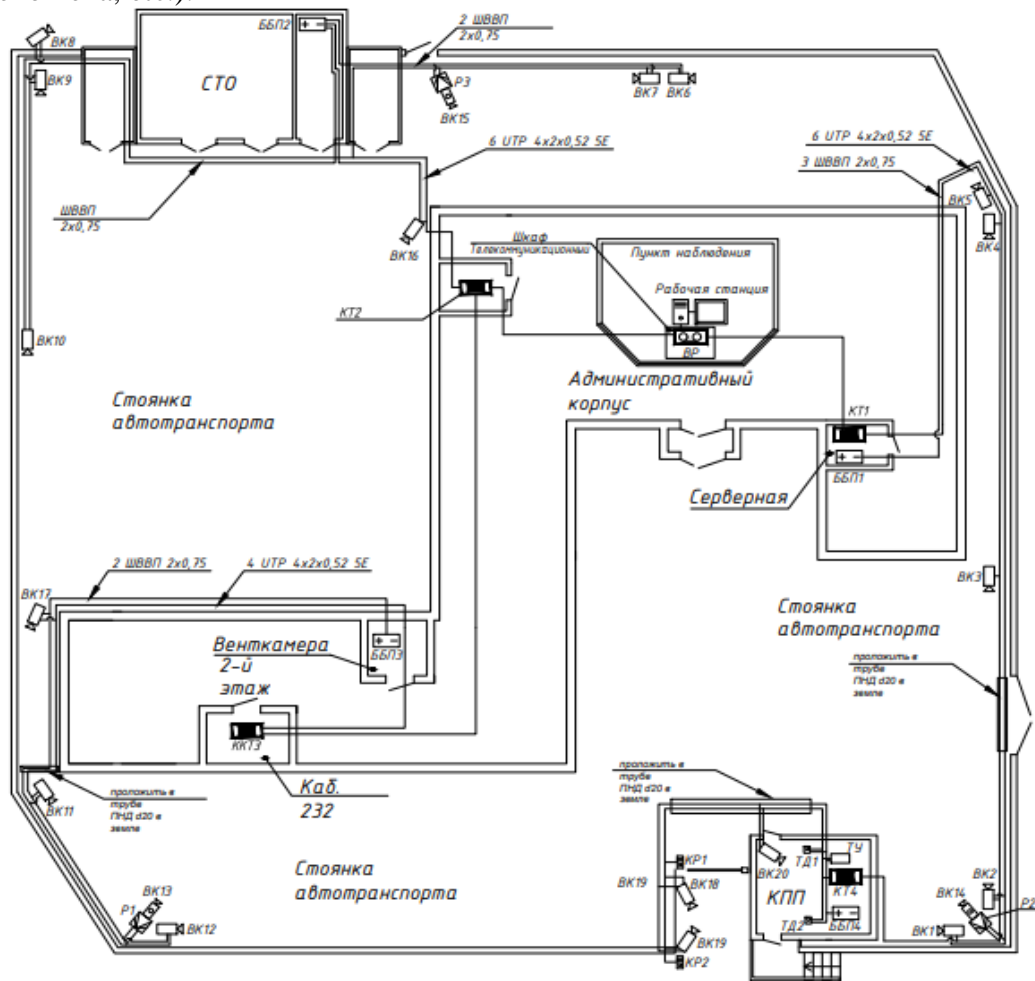 ВК8
ББП2
2 ШВВП
2х0,75
ВК9
СТО
Р3
ВК15
ВК7
ВК6
6 UTP 4х2х0,52 5Е
6 UTP 4х2х0,52 5Е
3 ШВВП 2х0,75
ВК5
ВК4
ШВВП
2х0,75
ВК16
Шкаф
Телекоммуникационный
Пункт наблюдения
Рабочая станция
КТ2
ВР
ВК10
Стоянка
автотранспорта
Административный
корпус
КТ1
ББП1
Серверная
2 ШВВП 2х0,75
4 UTP 4х2х0,52 5Е
ВК3
ВК17
Стоянка
автотранспорта
ББП3
Венткамера
2-й
этаж
проложить в
трубе
ПНД d20 в
земле
ККТ3
Каб.
232
проложить в
трубе
ПНД d20 в
земле
проложить в
трубе
ПНД d20 в
земле
ВК11
Стоянка
автотранспорта
КР1
ТД1
ТУ
ВК20
КТ4
ВК19
ВК18
КПП
ВК13
Р1
ВК12
ВК2
ВК14
Р2
ТД2
ББП4
ВК1
ВК19
КР2